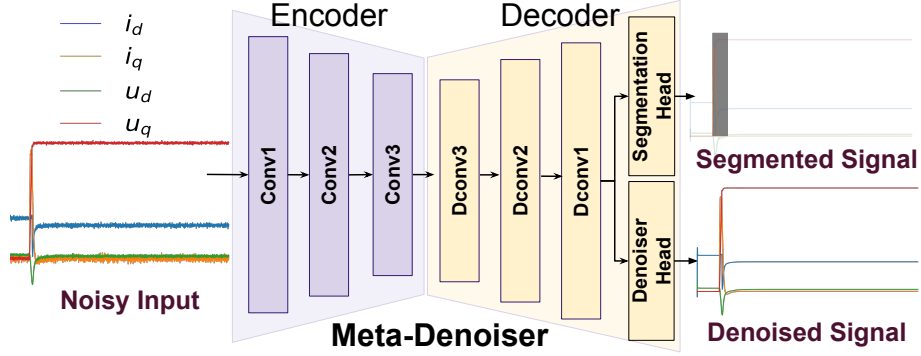 Encoder
Decoder
i_d
i_q
u_d
u_q
Conv1
Conv2
Conv3
Dconv3
Dconv2
Dconv1
Segmentation
Head
Denoiser
Head
Segmented Signal
Noisy Input
Meta-Denoiser
Denoised Signal